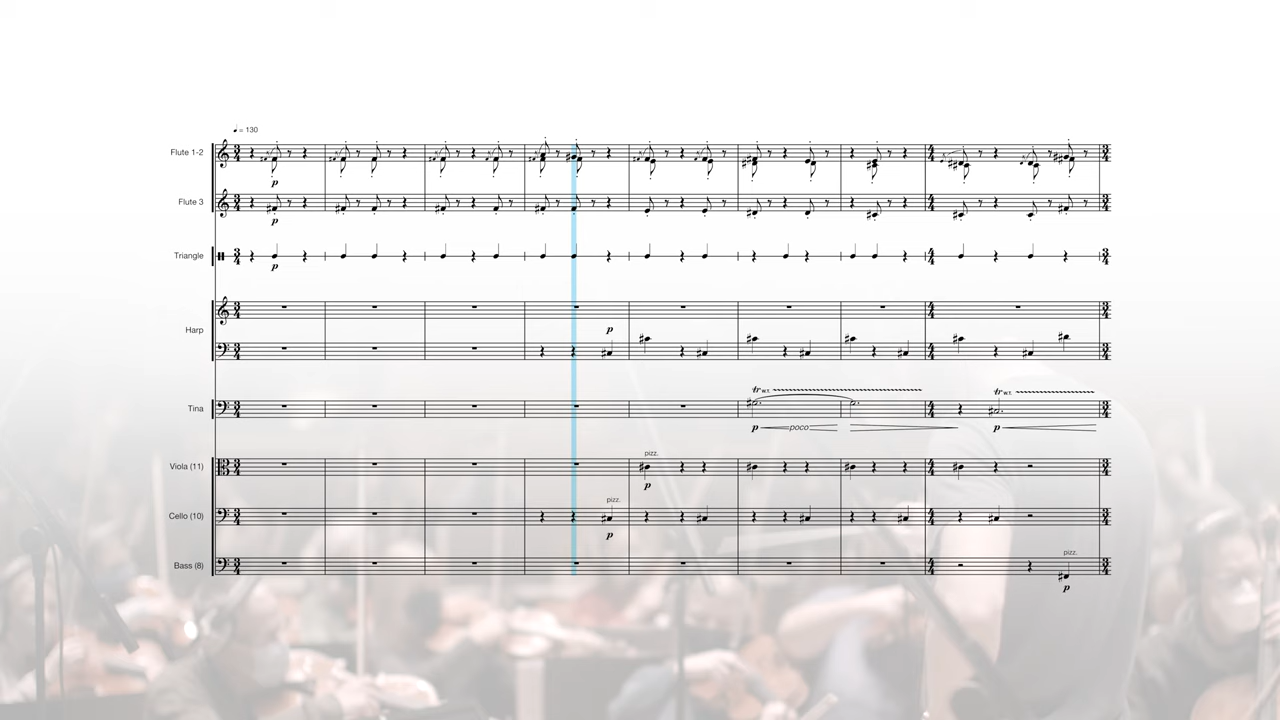 ♩ = 130
Flute 1-2
p
Flute 3
p
Triangle
p
Harp
p
Tina
tr w.t. tr w.t.
p poco p
Viola (11)
pizz.
p
Cello (10)
pizz.
p
Bass (8)
pizz.
p